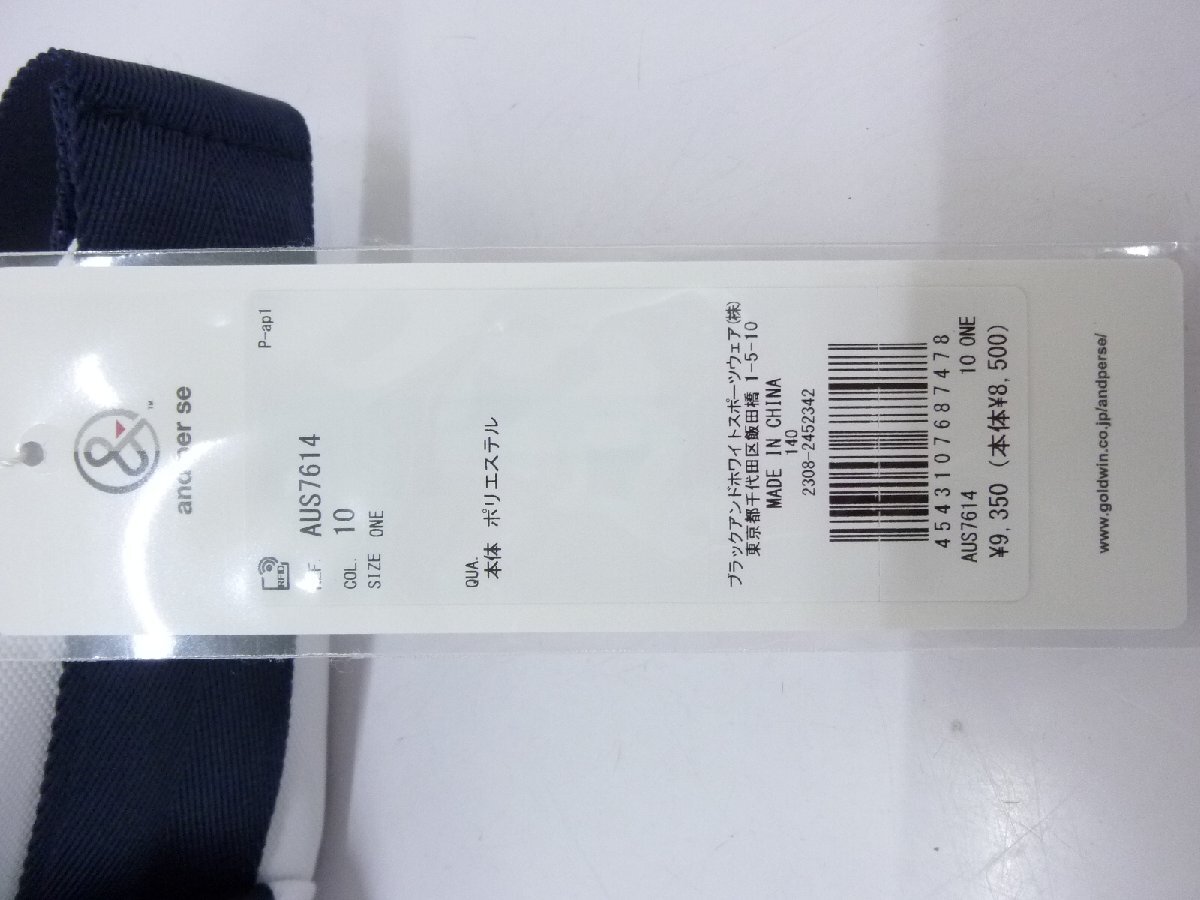 and per se
™
P-ap1
RFID
AUS7614
COL. 10
SIZE ONE
QUA.
本体 ポリエステル
ブラックアンドホワイトスポーツウェア(株)
東京都千代田区飯田橋 1-5-10
MADE IN CHINA
140
2308-2452342
4543107687478
AUS7614 10 ONE
¥9,350 (本体¥8,500)
www.goldwin.co.jp/andperse/